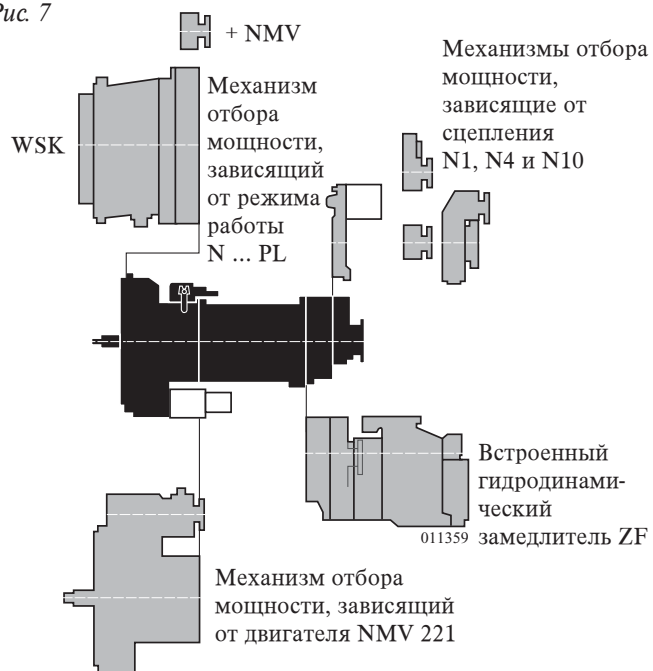 Рис. 7
+ NMV
WSK
Механизм
отбора
мощности,
зависящий
от режима
работы
N ... PL
Механизмы отбора
мощности,
зависящие от
сцепления
N1, N4 и N10
Встроенный
гидродинами-
ческий
замедлитель ZF
011359
Механизм отбора
мощности, зависящий
от двигателя NMV 221